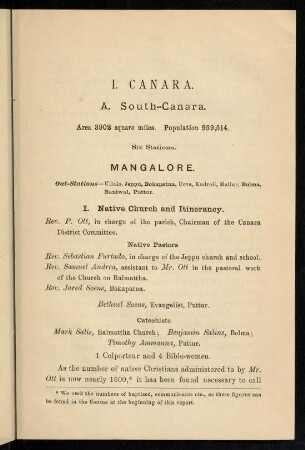 I. CANARA.
A. South-Canara.
Area 3902 square miles. Population 959,514.
Six Stations.
MANGALORE.
Out-Stations—Ullala, Jeppu, Bokapatna, Urva, Kudroli, Bolma,
Bantwal, Puttur.
I. Native Church and Itinerancy.
Rev. P. Ott, in charge of the parish, Chairman of the Canara
District Committee.
Native Pastors
Rev. Sebastian Furtado, in charge of the Jeppu church and school.
Rev. Samuel Andrea, assistant to Mr. Ott in the pastoral work
of the Church on Balmattha.
Rev. Jared Soens, Bokapatna.
Bethuel Soens, Evangelist, Puttur.
Catechists
Mark Salis, Balmattha Church; Benjamin Salins, Bolma;
Timothy Ammanna, Puttur.
1 Colporteur and 4 Bible-women.
As the number of native Christians administered to by Mr.
Ott is now nearly 1600,* it has been found necessary to call
* We omit the numbers of baptized, communicants etc., as these figures can
be found in the Census at the beginning of this report.